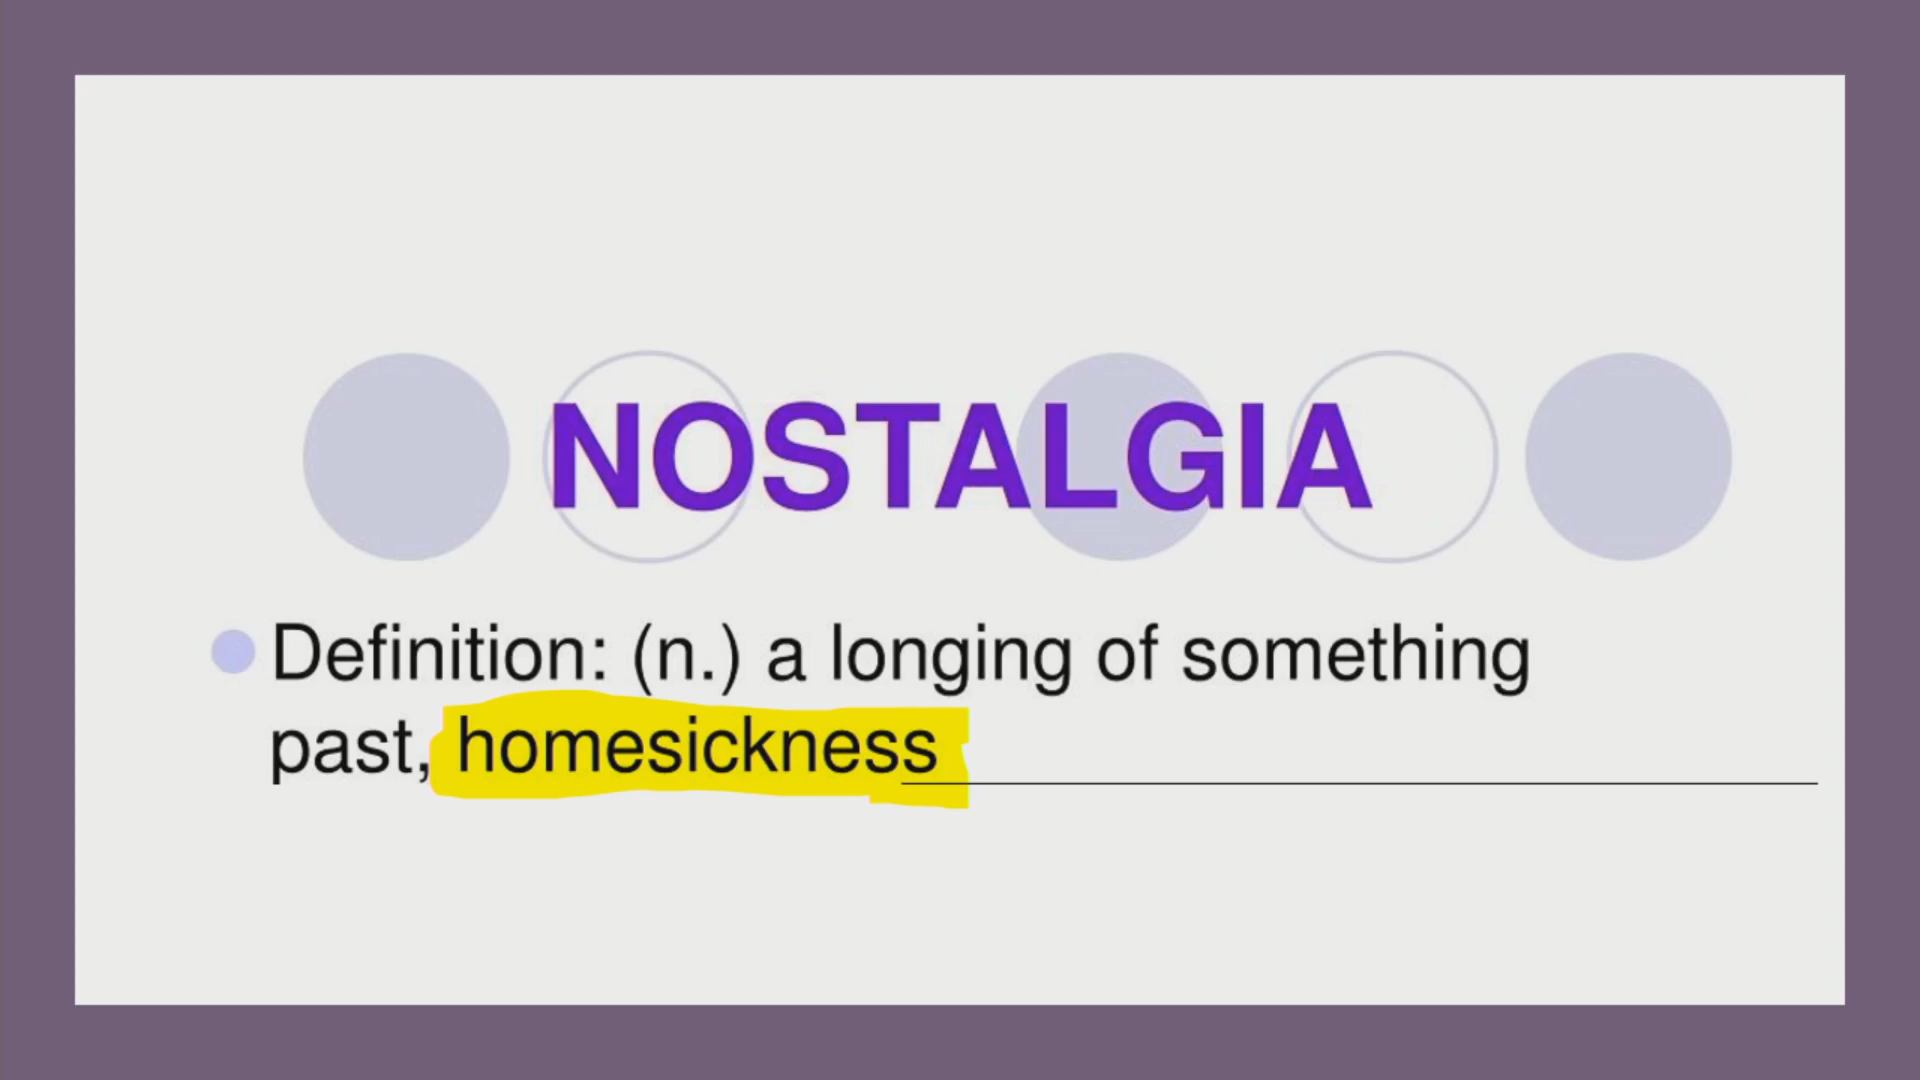 NOSTALGIA
Definition: (n.) a longing of something
past, homesickness